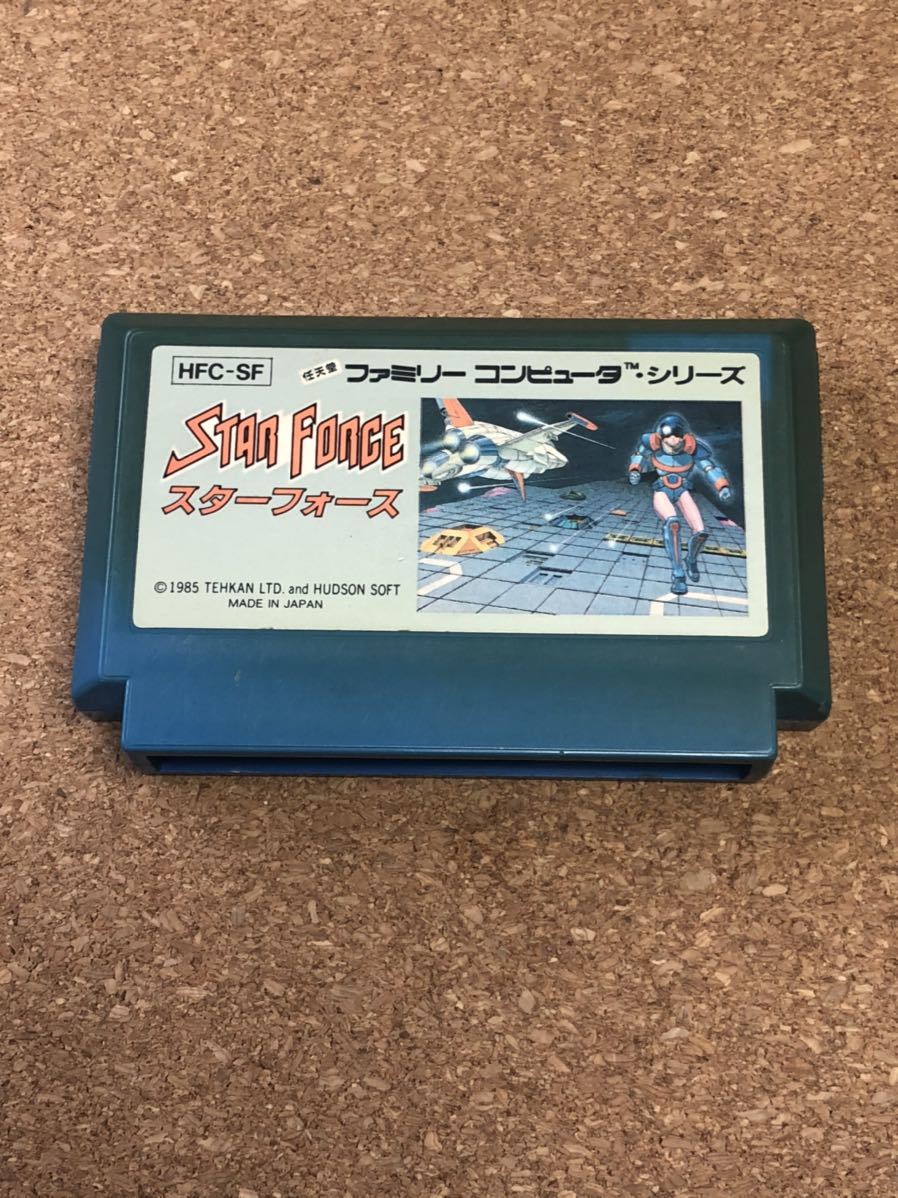 HFC-SF
任天堂 ファミリー コンピュータ™・シリーズ
STAR FORCE
スターフォース
©1985 TEHKAN LTD. and HUDSON SOFT
MADE IN JAPAN